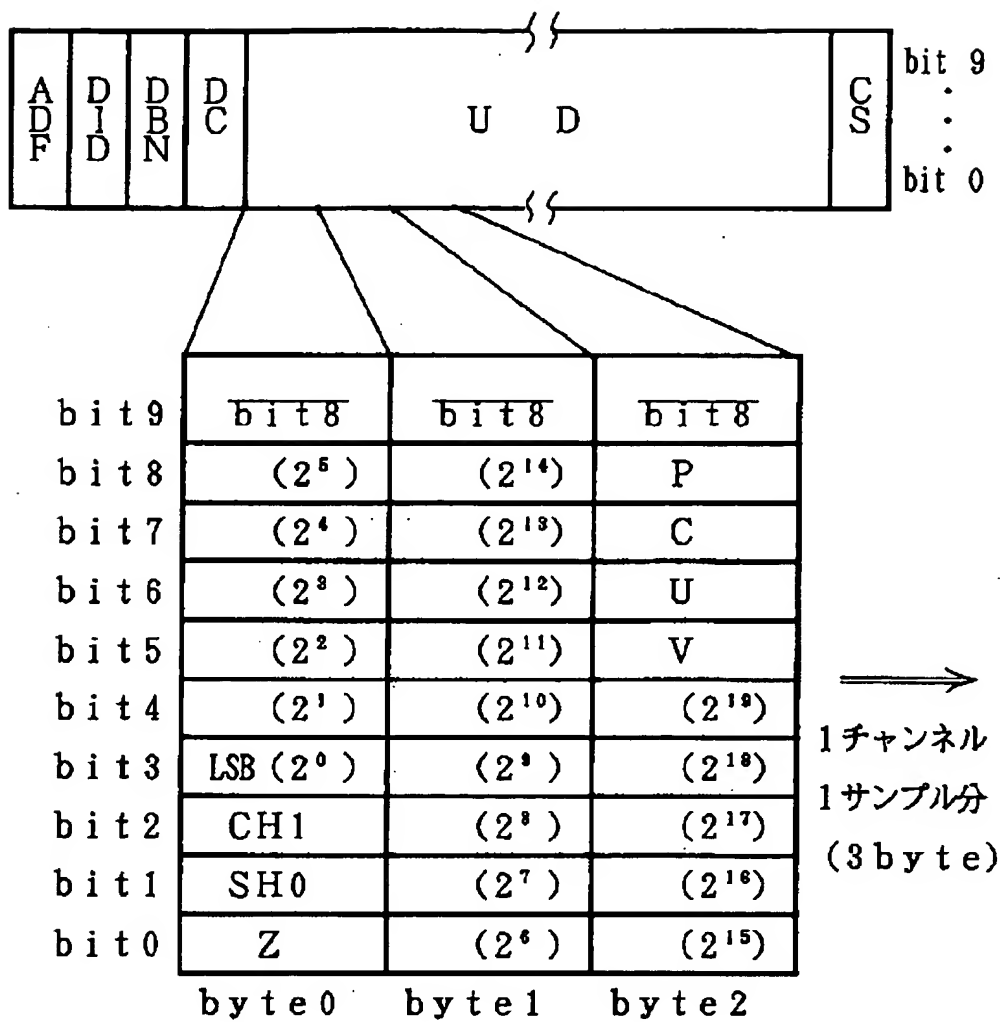 ADF DID DBN DC U D CS bit 9
・
・
・
bit 0
bit9 b̅i̅t̅8̅ b̅i̅t̅8̅ b̅i̅t̅8̅
bit8 (2⁵) (2¹⁴) P
bit7 (2⁴) (2¹³) C
bit6 (2³) (2¹²) U
bit5 (2²) (2¹¹) V
bit4 (2¹) (2¹⁰) (2¹⁹)
bit3 LSB (2⁰) (2⁹) (2¹⁸)
bit2 CH1 (2⁸) (2¹⁷)
bit1 SH0 (2⁷) (2¹⁶)
bit0 Z (2⁶) (2¹⁵)
byte0 byte1 byte2
1チャンネル
1サンプル分
(3byte)